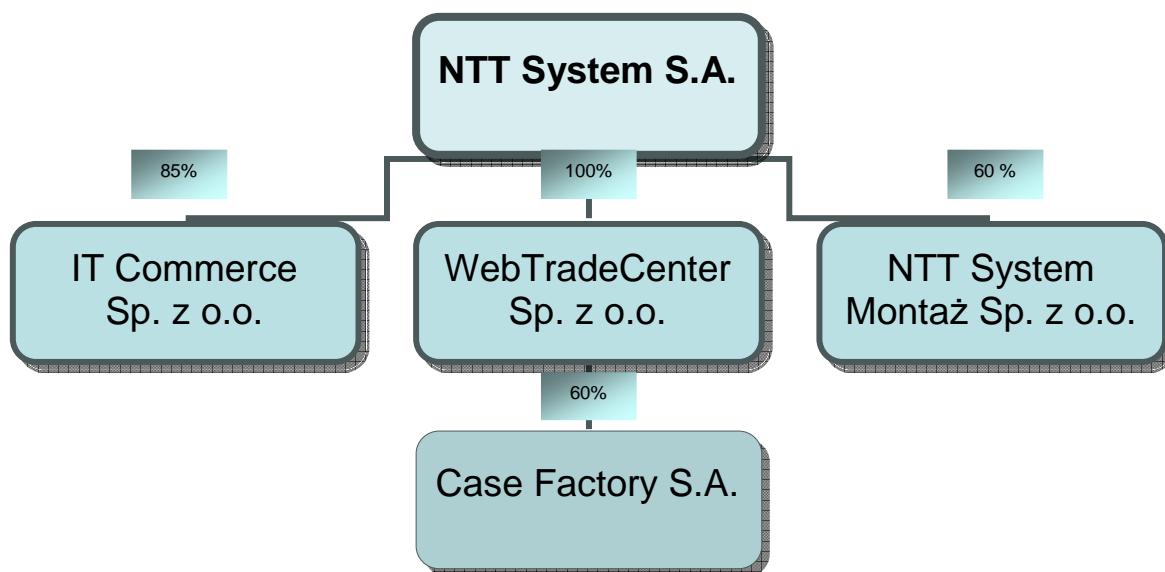 NTT System S.A.
85%
100%
60 %
IT Commerce
Sp. z o.o.
WebTradeCenter
Sp. z o.o.
NTT System
Montaż Sp. z o.o.
60%
Case Factory S.A.